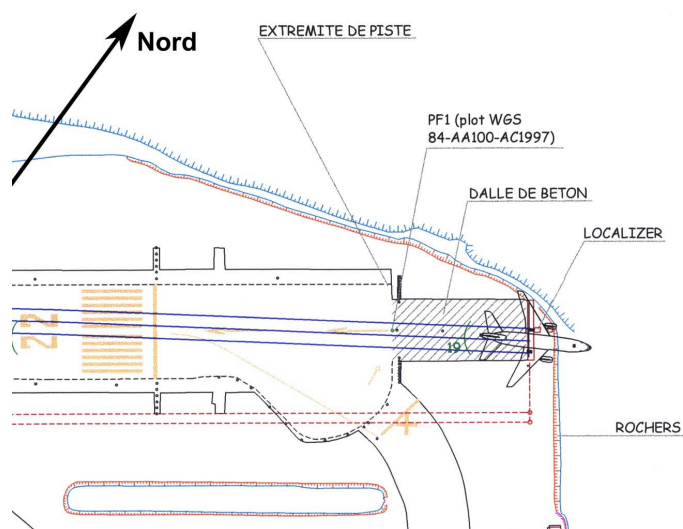 Nord
EXTREMITE DE PISTE
PF1 (plot WGS
84-AA100-AC1997)
DALLE DE BETON
LOCALIZER
22
19
4
ROCHERS